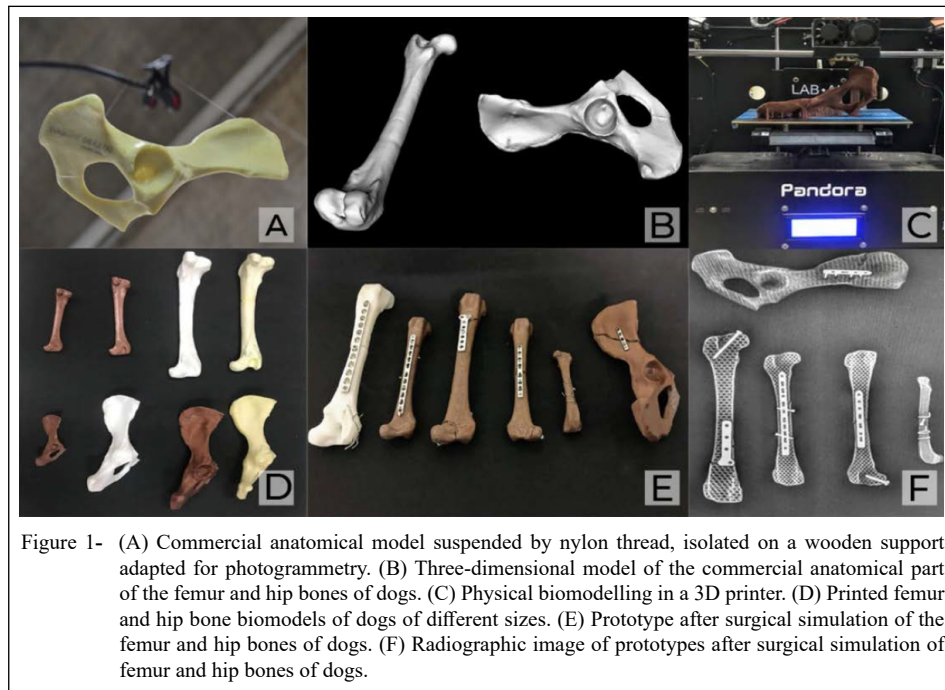 A
B
LAB
Pandora
C
D
E
F
Figure 1- (A) Commercial anatomical model suspended by nylon thread, isolated on a wooden support
adapted for photogrammetry. (B) Three-dimensional model of the commercial anatomical part
of the femur and hip bones of dogs. (C) Physical biomodelling in a 3D printer. (D) Printed femur
and hip bone biomodels of dogs of different sizes. (E) Prototype after surgical simulation of the
femur and hip bones of dogs. (F) Radiographic image of prototypes after surgical simulation of
femur and hip bones of dogs.